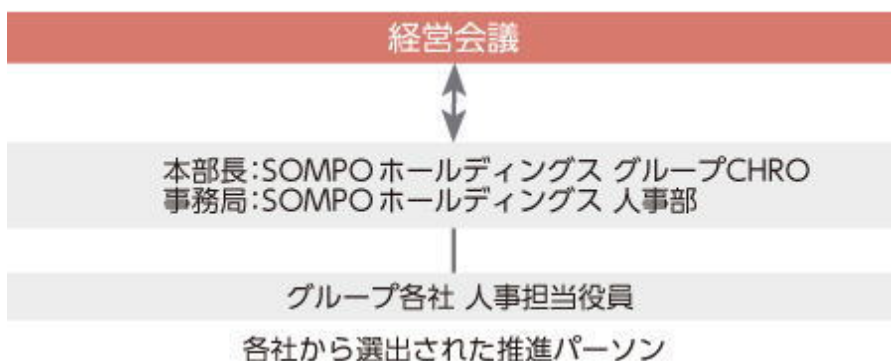 経営会議
本部長：SOMPOホールディングス グループCHRO
事務局：SOMPOホールディングス 人事部
グループ各社 人事担当役員
各社から選出された推進パーソン